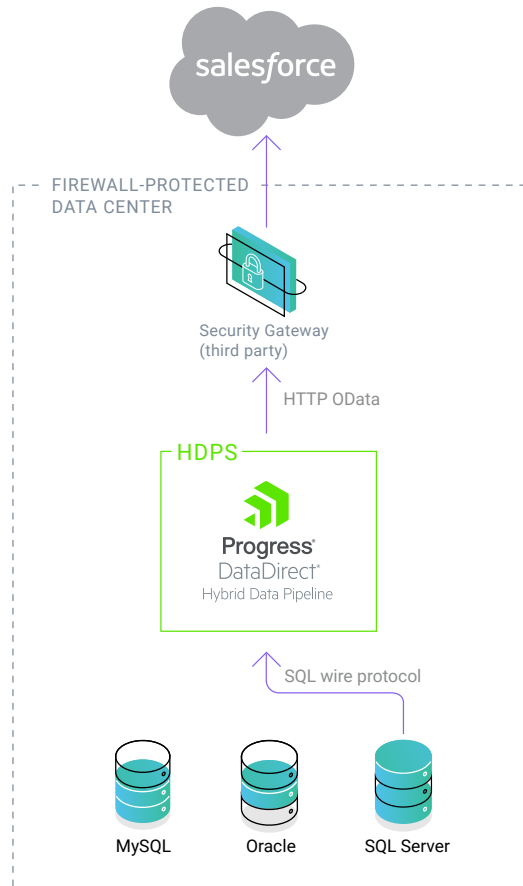 salesforce
FIREWALL-PROTECTED
DATA CENTER
Security Gateway
(third party)
HTTP OData
HDPS
Progress®
DataDirect®
Hybrid Data Pipeline
SQL wire protocol
MySQL
Oracle
SQL Server